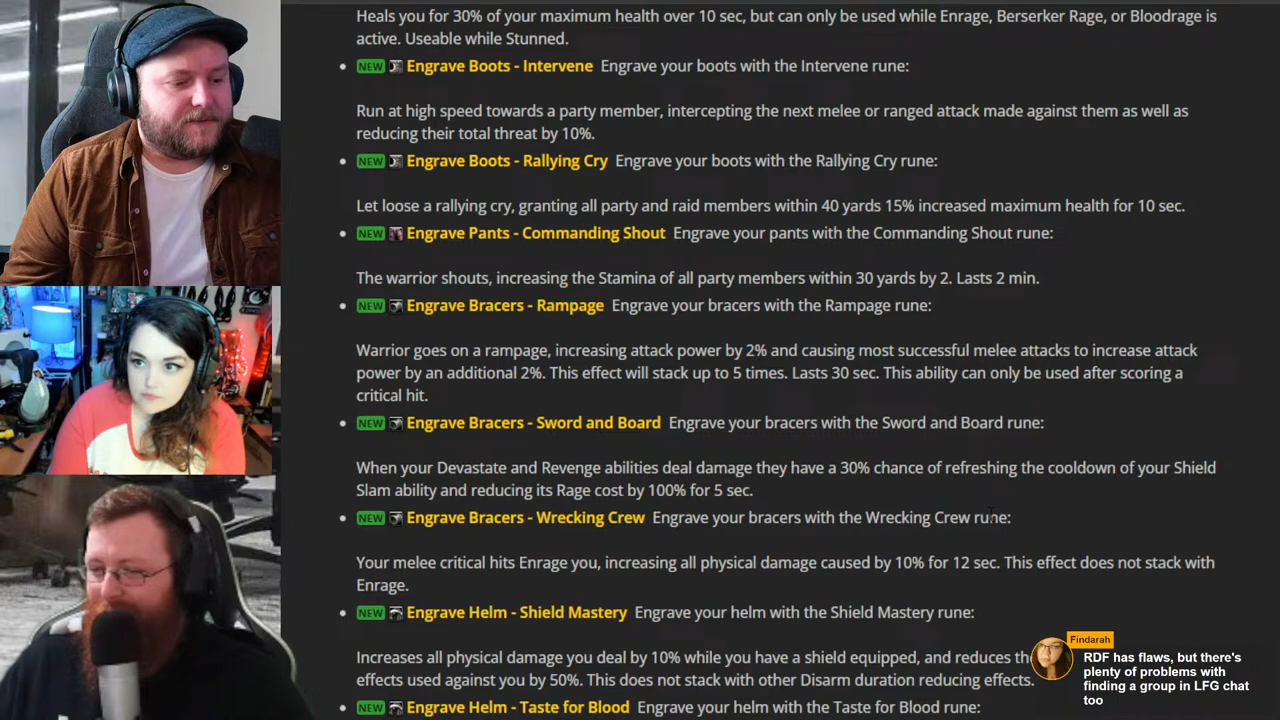 Heals you for 30% of your maximum health over 10 sec, but can only be used while Enrage, Berserker Rage, or Bloodrage is
active. Useable while Stunned.
NEW Engrave Boots - Intervene Engrave your boots with the Intervene rune:
Run at high speed towards a party member, intercepting the next melee or ranged attack made against them as well as
reducing their total threat by 10%.
NEW Engrave Boots - Rallying Cry Engrave your boots with the Rallying Cry rune:
Let loose a rallying cry, granting all party and raid members within 40 yards 15% increased maximum health for 10 sec.
NEW Engrave Pants - Commanding Shout Engrave your pants with the Commanding Shout rune:
The warrior shouts, increasing the Stamina of all party members within 30 yards by 2. Lasts 2 min.
NEW Engrave Bracers - Rampage Engrave your bracers with the Rampage rune:
Warrior goes on a rampage, increasing attack power by 2% and causing most successful melee attacks to increase attack
power by an additional 2%. This effect will stack up to 5 times. Lasts 30 sec. This ability can only be used after scoring a
critical hit.
NEW Engrave Bracers - Sword and Board Engrave your bracers with the Sword and Board rune:
When your Devastate and Revenge abilities deal damage they have a 30% chance of refreshing the cooldown of your Shield
Slam ability and reducing its Rage cost by 100% for 5 sec.
NEW Engrave Bracers - Wrecking Crew Engrave your bracers with the Wrecking Crew rune:
Your melee critical hits Enrage you, increasing all physical damage caused by 10% for 12 sec. This effect does not stack with
Enrage.
NEW Engrave Helm - Shield Mastery Engrave your helm with the Shield Mastery rune:
Increases all physical damage you deal by 10% while you have a shield equipped, and reduces th
effects used against you by 50%. This does not stack with other Disarm duration reducing effects.
NEW Engrave Helm - Taste for Blood Engrave your helm with the Taste for Blood rune:
Findarah
RDF has flaws, but there's
plenty of problems with
finding a group in LFG chat
too